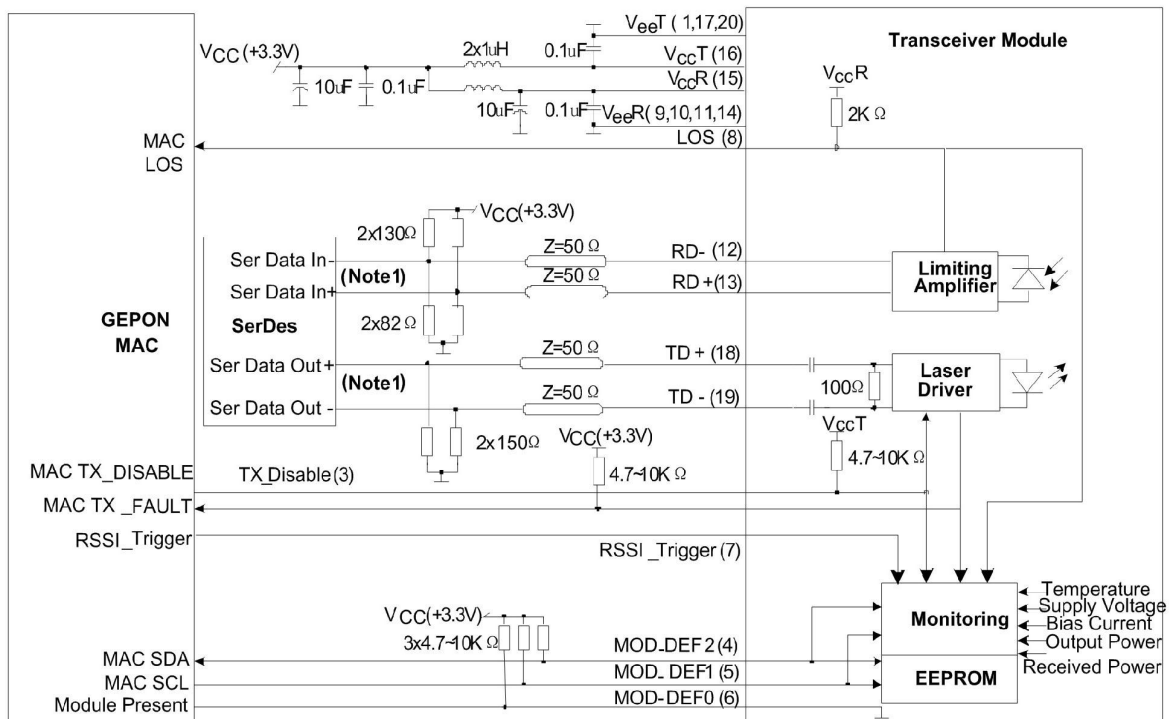 VeeT ( 1,17,20)
Transceiver Module
VCC(+3.3V)
2x1uH
0.1uF
VccT (16)
VccR (15)
VccR
10uF
0.1uF
10uF
0.1uF
VeeR( 9,10,11,14)
2K Ω
MAC
LOS
LOS (8)
VCC(+3.3V)
2x130Ω
Ser Data In-
(Note1)
Z=50 Ω
RD- (12)
Ser Data In+
Z=50 Ω
RD+(13)
Limiting
Amplifier
GEPON
MAC
SerDes
2x82 Ω
Ser Data Out+
(Note1)
Z=50 Ω
TD + (18)
Ser Data Out -
Z=50 Ω
TD - (19)
100Ω
Laser
Driver
2x150Ω
VCC(+3.3V)
4.7~10K Ω
VccT
4.7~10K Ω
MAC TX_DISABLE
TX_Disable(3)
MAC TX _FAULT
RSSI_Trigger
RSSI _Trigger(7)
VCC(+3.3V)
3x4.7~10K Ω
Monitoring
Temperature
Supply Voltage
Bias Current
Output Power
Received Power
MAC SDA
MOD-DEF2(4)
MAC SCL
MOD- DEF1 (5)
EEPROM
Module Present
MOD-DEF0 (6)